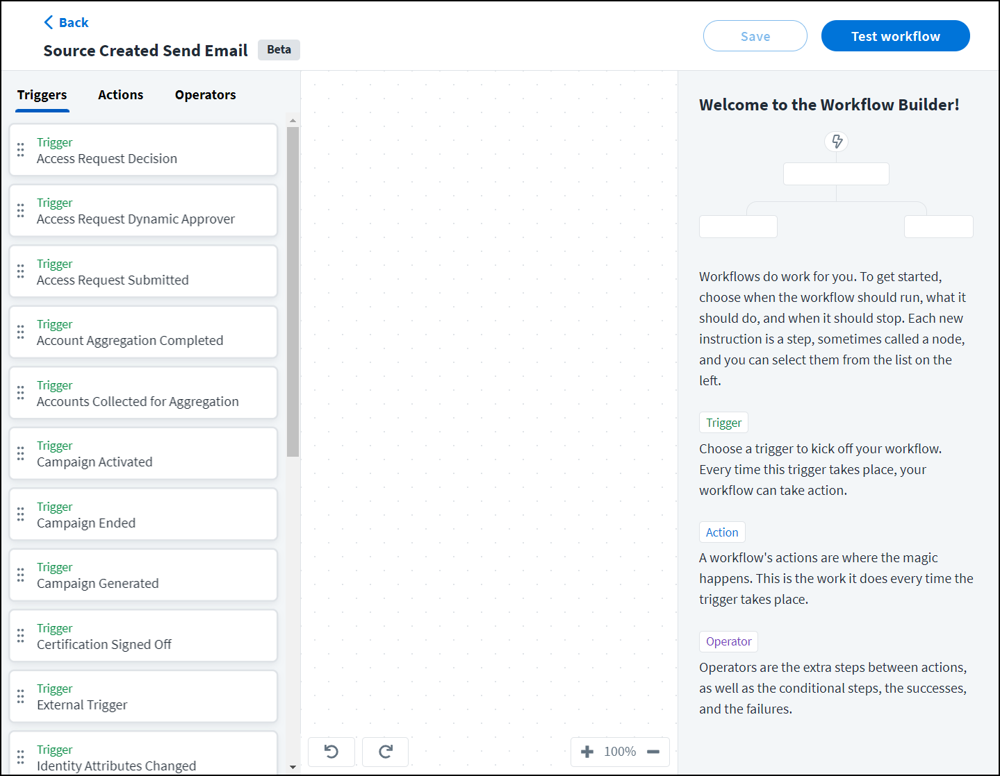 Back
Source Created Send Email Beta
Save
Test workflow
Triggers Actions Operators
Trigger
Access Request Decision
Trigger
Access Request Dynamic Approver
Trigger
Access Request Submitted
Trigger
Account Aggregation Completed
Trigger
Accounts Collected for Aggregation
Trigger
Campaign Activated
Trigger
Campaign Ended
Trigger
Campaign Generated
Trigger
Certification Signed Off
Trigger
External Trigger
Trigger
Identity Attributes Changed
100%
Welcome to the Workflow Builder!
Workflows do work for you. To get started,
choose when the workflow should run, what it
should do, and when it should stop. Each new
instruction is a step, sometimes called a node,
and you can select them from the list on the
left.
Trigger
Choose a trigger to kick off your workflow.
Every time this trigger takes place, your
workflow can take action.
Action
A workflow's actions are where the magic
happens. This is the work it does every time the
trigger takes place.
Operator
Operators are the extra steps between actions,
as well as the conditional steps, the successes,
and the failures.